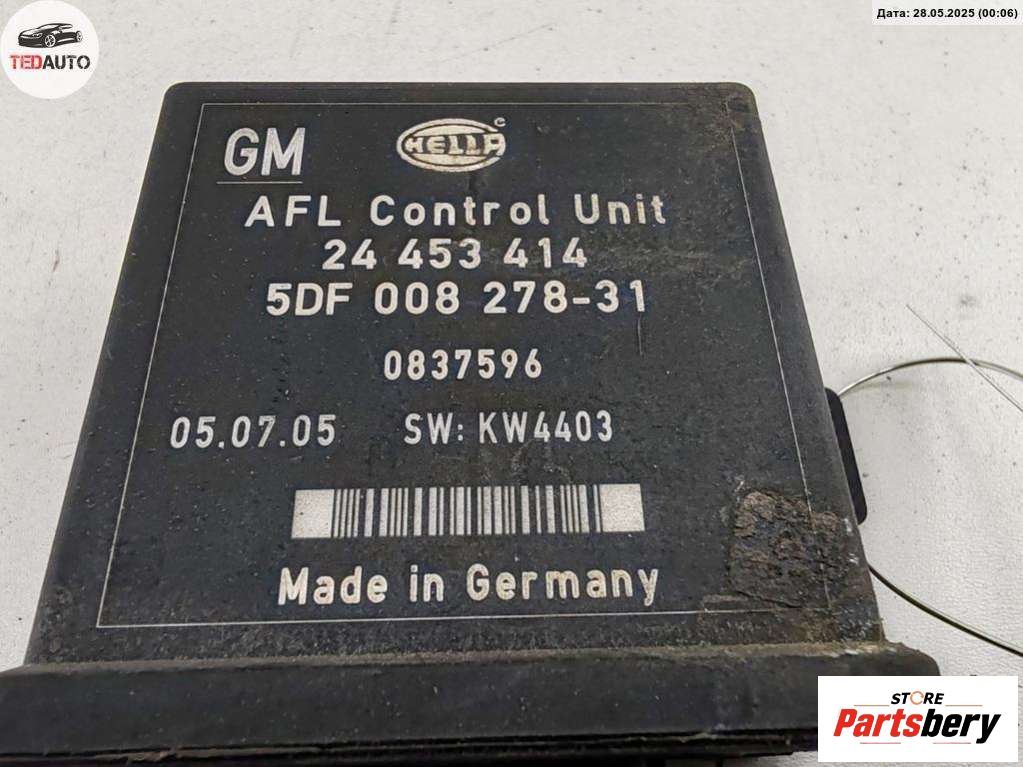 Дата: 28.05.2025 (00:06)
TEDAUTO
GM
HELLA
AFL Control Unit
24 453 414
5DF 008 278-31
0837596
05.07.05 SW: KW4403
Made in Germany
STORE
Partsbery